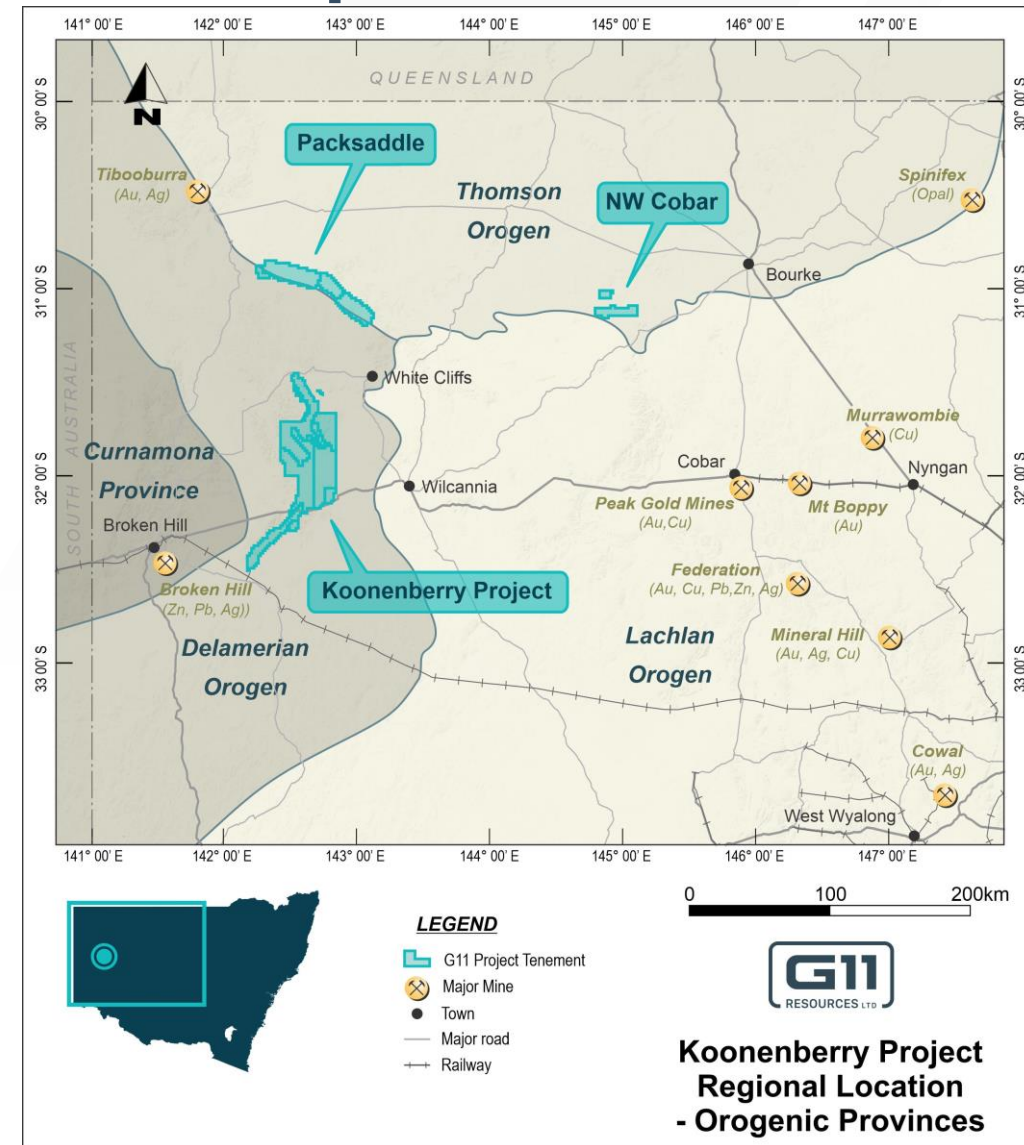 141° 00' E
142° 00' E
143° 00' E
144° 00' E
145° 00' E
146° 00' E
147° 00' E
30° 00' S
30° 00' S
31° 00' S
31° 00' S
32° 00' S
32° 00' S
33° 00' S
33° 00' S
N
QUEENSLAND
SOUTH AUSTRALIA
Packsaddle
Tibooburra
(Au, Ag)
Thomson
Orogen
NW Cobar
Spinifex
(Opal)
Bourke
White Cliffs
Murrawombie
(Cu)
Curnamona
Province
Wilcannia
Cobar
Nyngan
Peak Gold Mines
(Au,Cu)
Mt Boppy
(Au)
Broken Hill
Broken Hill
(Zn, Pb, Ag))
Koonenberry Project
Federation
(Au, Cu, Pb,Zn, Ag)
Delamerian
Orogen
Lachlan
Orogen
Mineral Hill
(Au, Ag, Cu)
Cowal
(Au, Ag)
West Wyalong
141° 00' E
142° 00' E
143° 00' E
144° 00' E
145° 00' E
146° 00' E
147° 00' E
LEGEND
G11 Project Tenement
Major Mine
Town
Major road
Railway
0 100 200km
G11
RESOURCES LTD
Koonenberry Project
Regional Location
- Orogenic Provinces